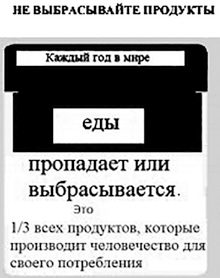 НЕ ВЫБРАСЫВАЙТЕ ПРОДУКТЫ
Каждый год в мире
еды
пропадает или
выбрасывается.
Это
1/3 всех продуктов, которые
производит человечество для
своего потребления